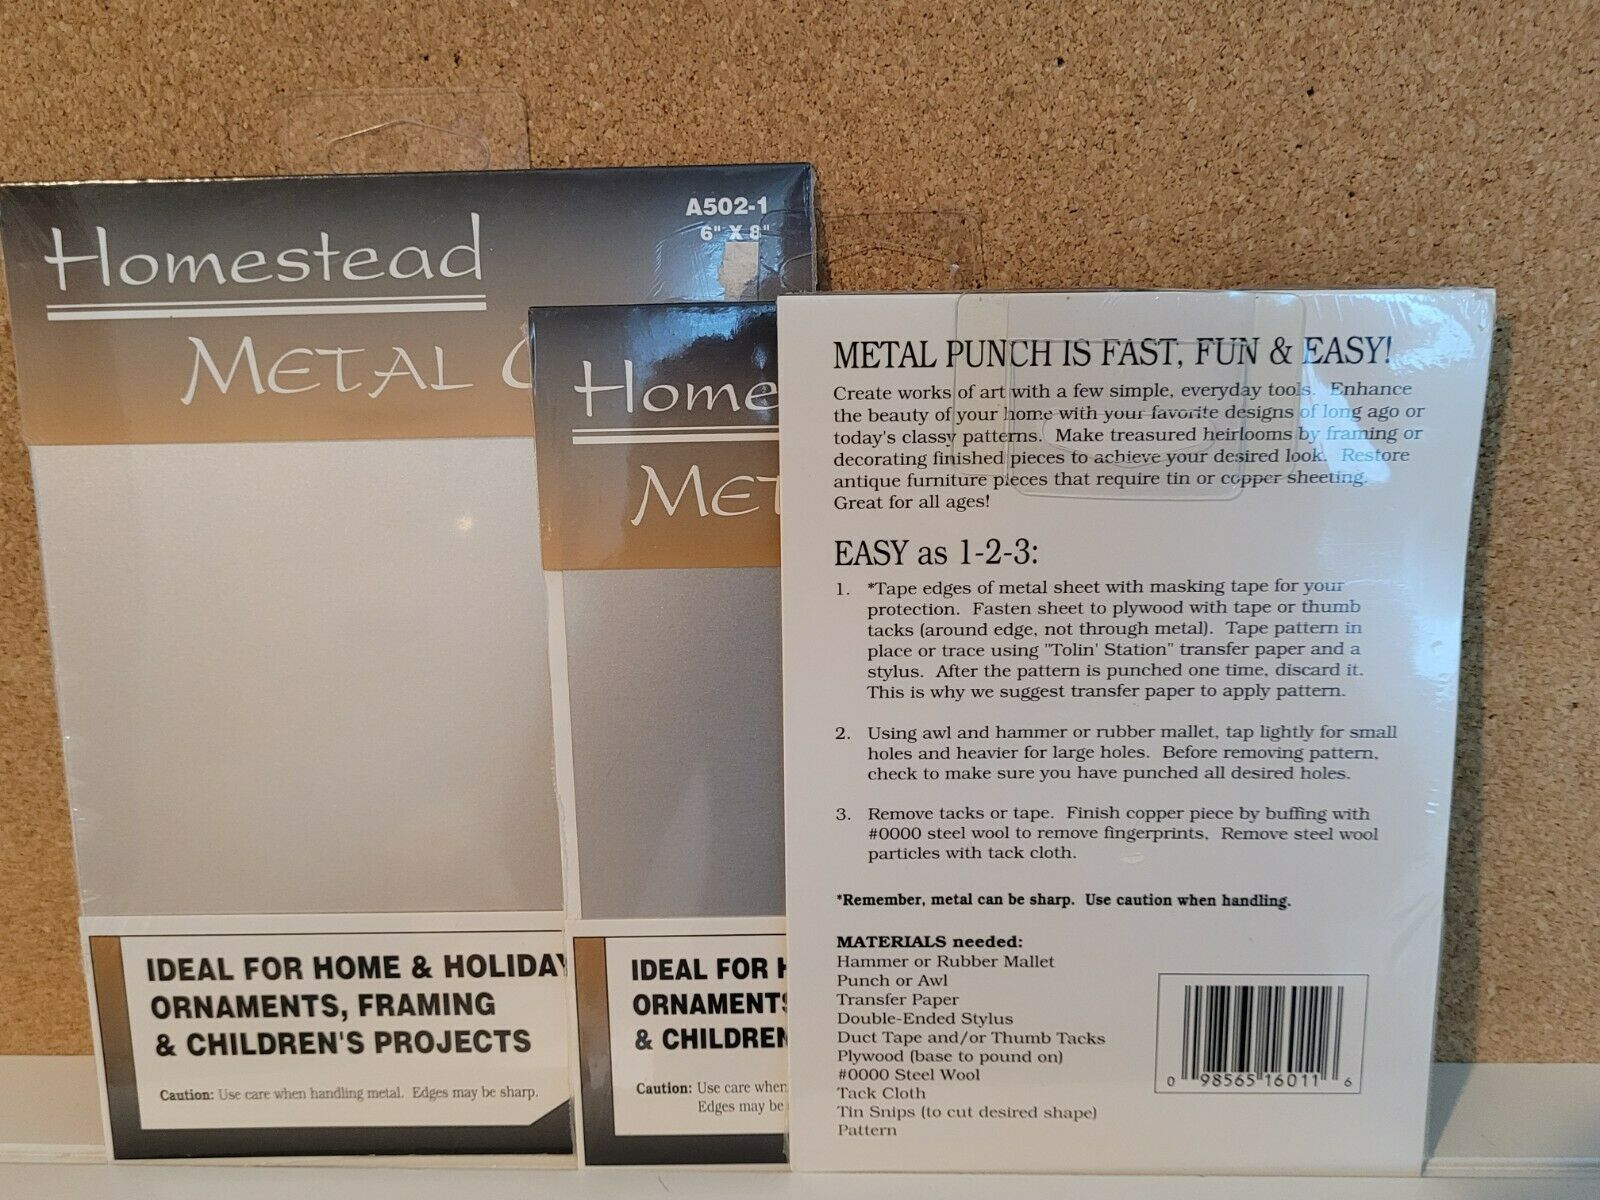 Homestead
A502-1
6" X 8"
METAL
IDEAL FOR HOME & HOLIDAY
ORNAMENTS, FRAMING
& CHILDREN'S PROJECTS
Caution: Use care when handling metal. Edges may be sharp.
Home
MET
IDEAL FOR H
ORNAMENTS
& CHILDREN
Caution: Use care when
Edges may be
METAL PUNCH IS FAST, FUN & EASY!
Create works of art with a few simple, everyday tools. Enhance
the beauty of your home with your favorite designs of long ago or
today's classy patterns. Make treasured heirlooms by framing or
decorating finished pieces to achieve your desired look. Restore
antique furniture pieces that require tin or copper sheeting.
Great for all ages!
EASY as 1-2-3:
1. *Tape edges of metal sheet with masking tape for your
protection. Fasten sheet to plywood with tape or thumb
tacks (around edge, not through metal). Tape pattern in
place or trace using "Tolin' Station" transfer paper and a
stylus. After the pattern is punched one time, discard it.
This is why we suggest transfer paper to apply pattern.
2. Using awl and hammer or rubber mallet, tap lightly for small
holes and heavier for large holes. Before removing pattern,
check to make sure you have punched all desired holes.
3. Remove tacks or tape. Finish copper piece by buffing with
#0000 steel wool to remove fingerprints, Remove steel wool
particles with tack cloth.
*Remember, metal can be sharp. Use caution when handling.
MATERIALS needed:
Hammer or Rubber Mallet
Punch or Awl
Transfer Paper
Double-Ended Stylus
Duct Tape and/or Thumb Tacks
Plywood (base to pound on)
#0000 Steel Wool
Tack Cloth
Tin Snips (to cut desired shape)
Pattern
0 98565 16011 6